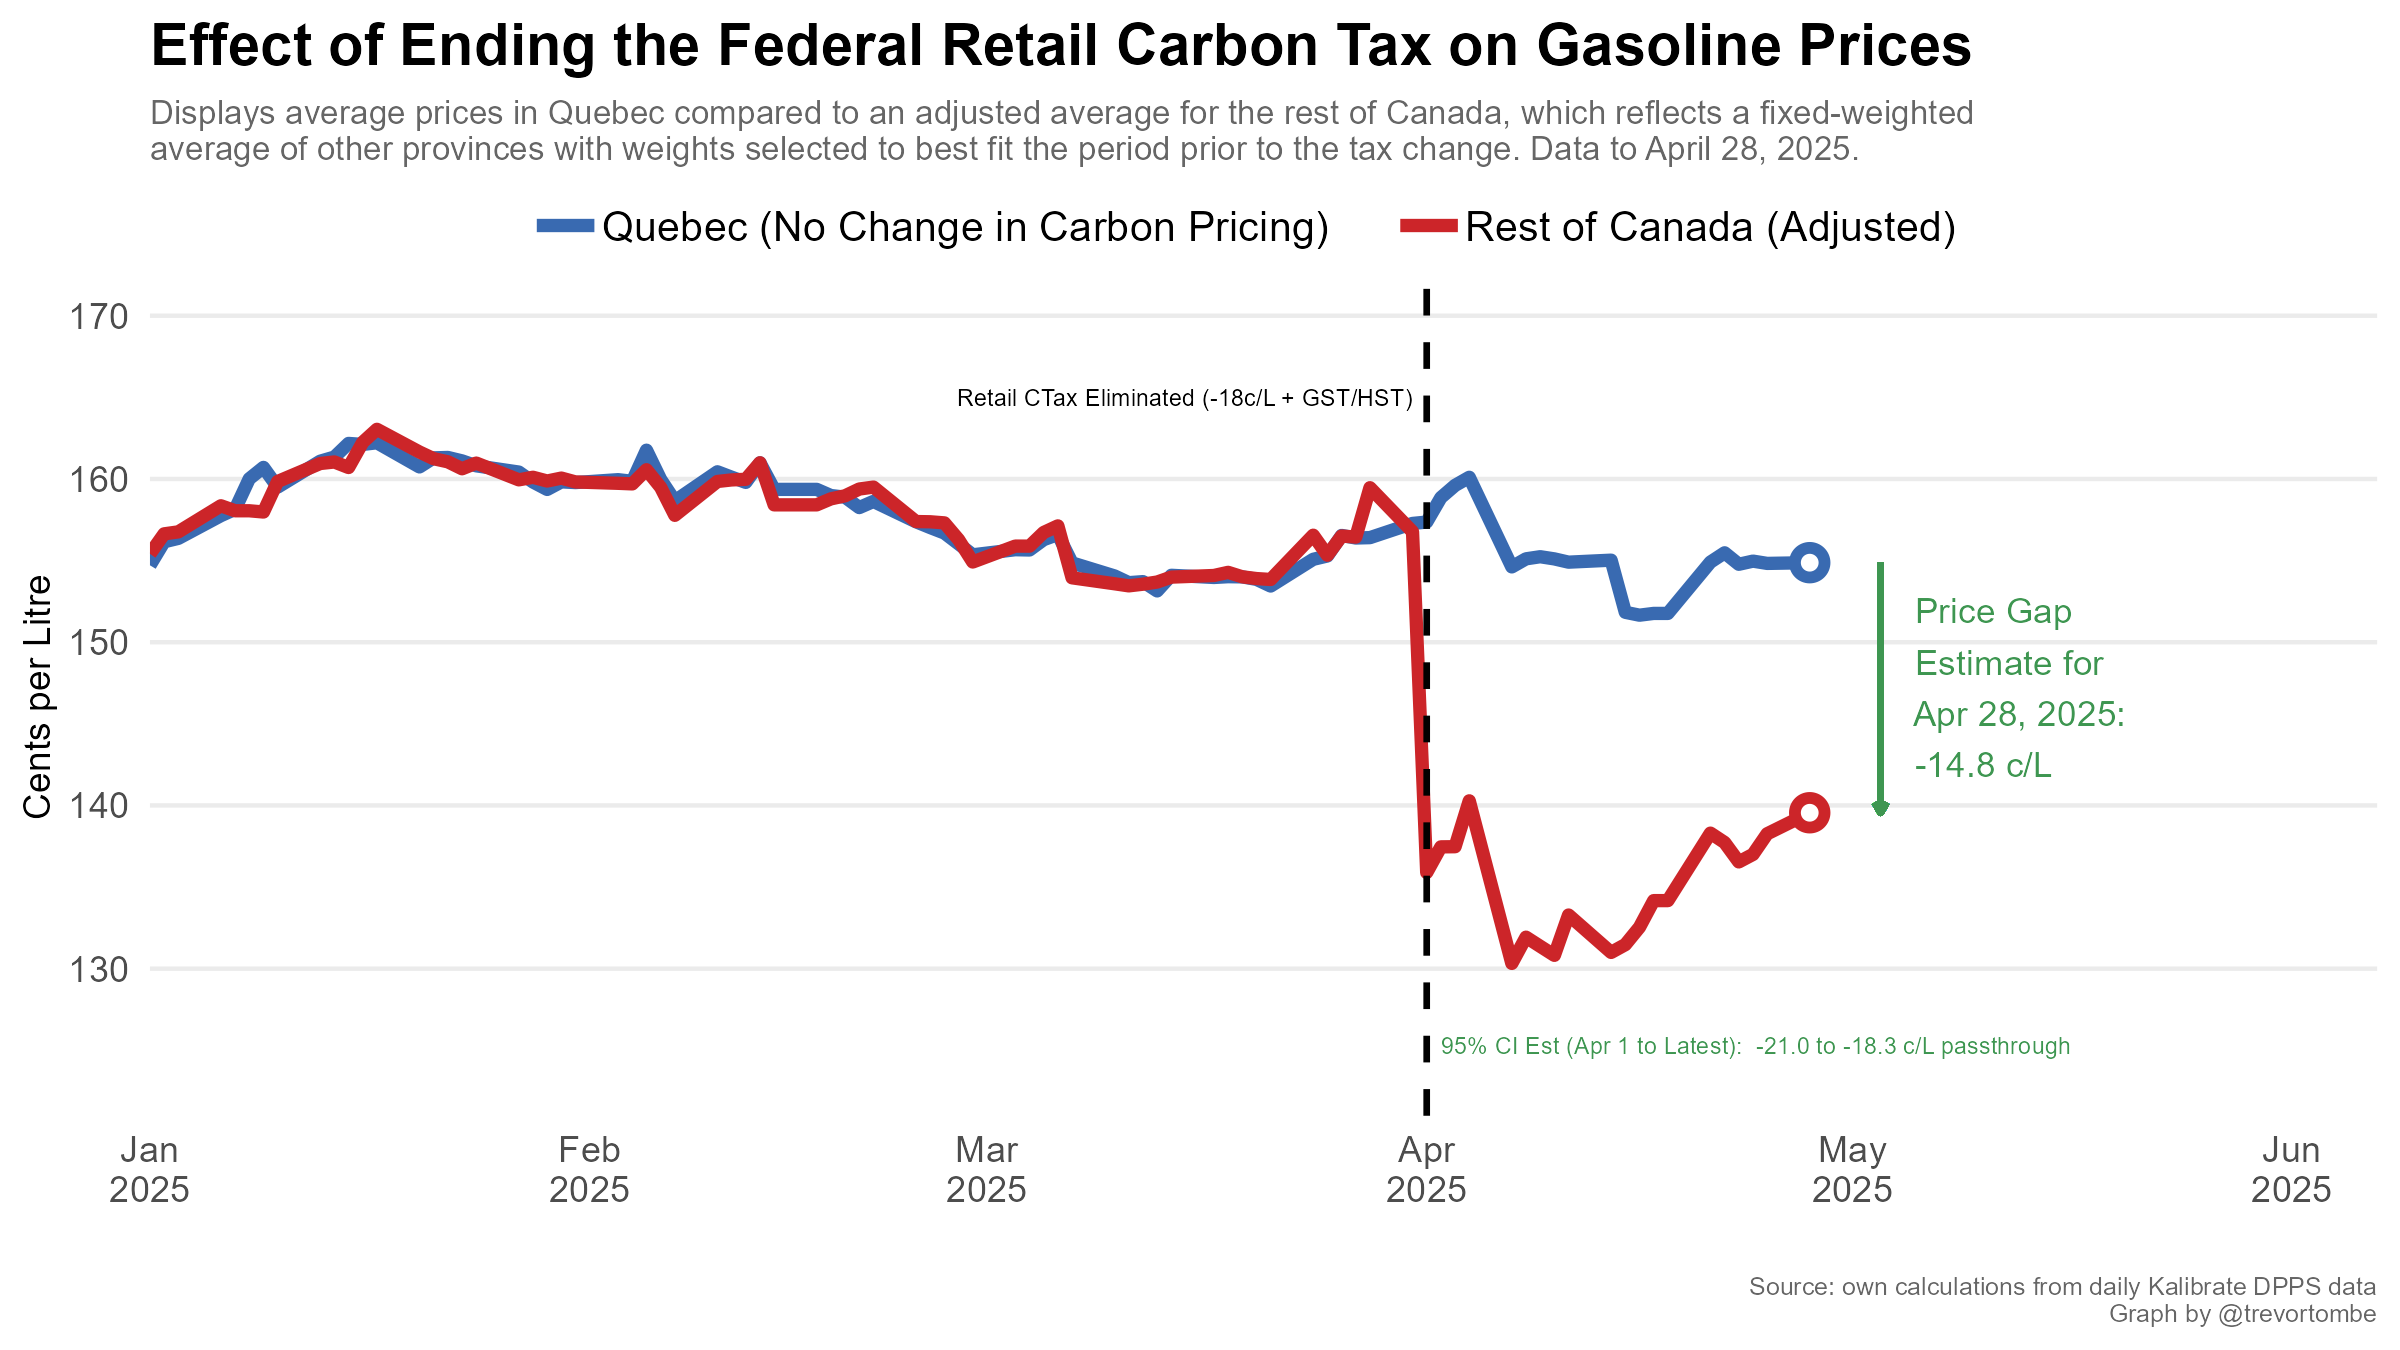 Effect of Ending the Federal Retail Carbon Tax on Gasoline Prices
Displays average prices in Quebec compared to an adjusted average for the rest of Canada, which reflects a fixed-weighted
average of other provinces with weights selected to best fit the period prior to the tax change. Data to April 28, 2025.
Quebec (No Change in Carbon Pricing)
Rest of Canada (Adjusted)
Cents per Litre
170
160
150
140
130
Retail CTax Eliminated (-18c/L + GST/HST)
Price Gap
Estimate for
Apr 28, 2025:
-14.8 c/L
95% CI Est (Apr 1 to Latest):  -21.0 to -18.3 c/L passthrough
Jan
2025
Feb
2025
Mar
2025
Apr
2025
May
2025
Jun
2025
Source: own calculations from daily Kalibrate DPPS data
Graph by @trevortombe